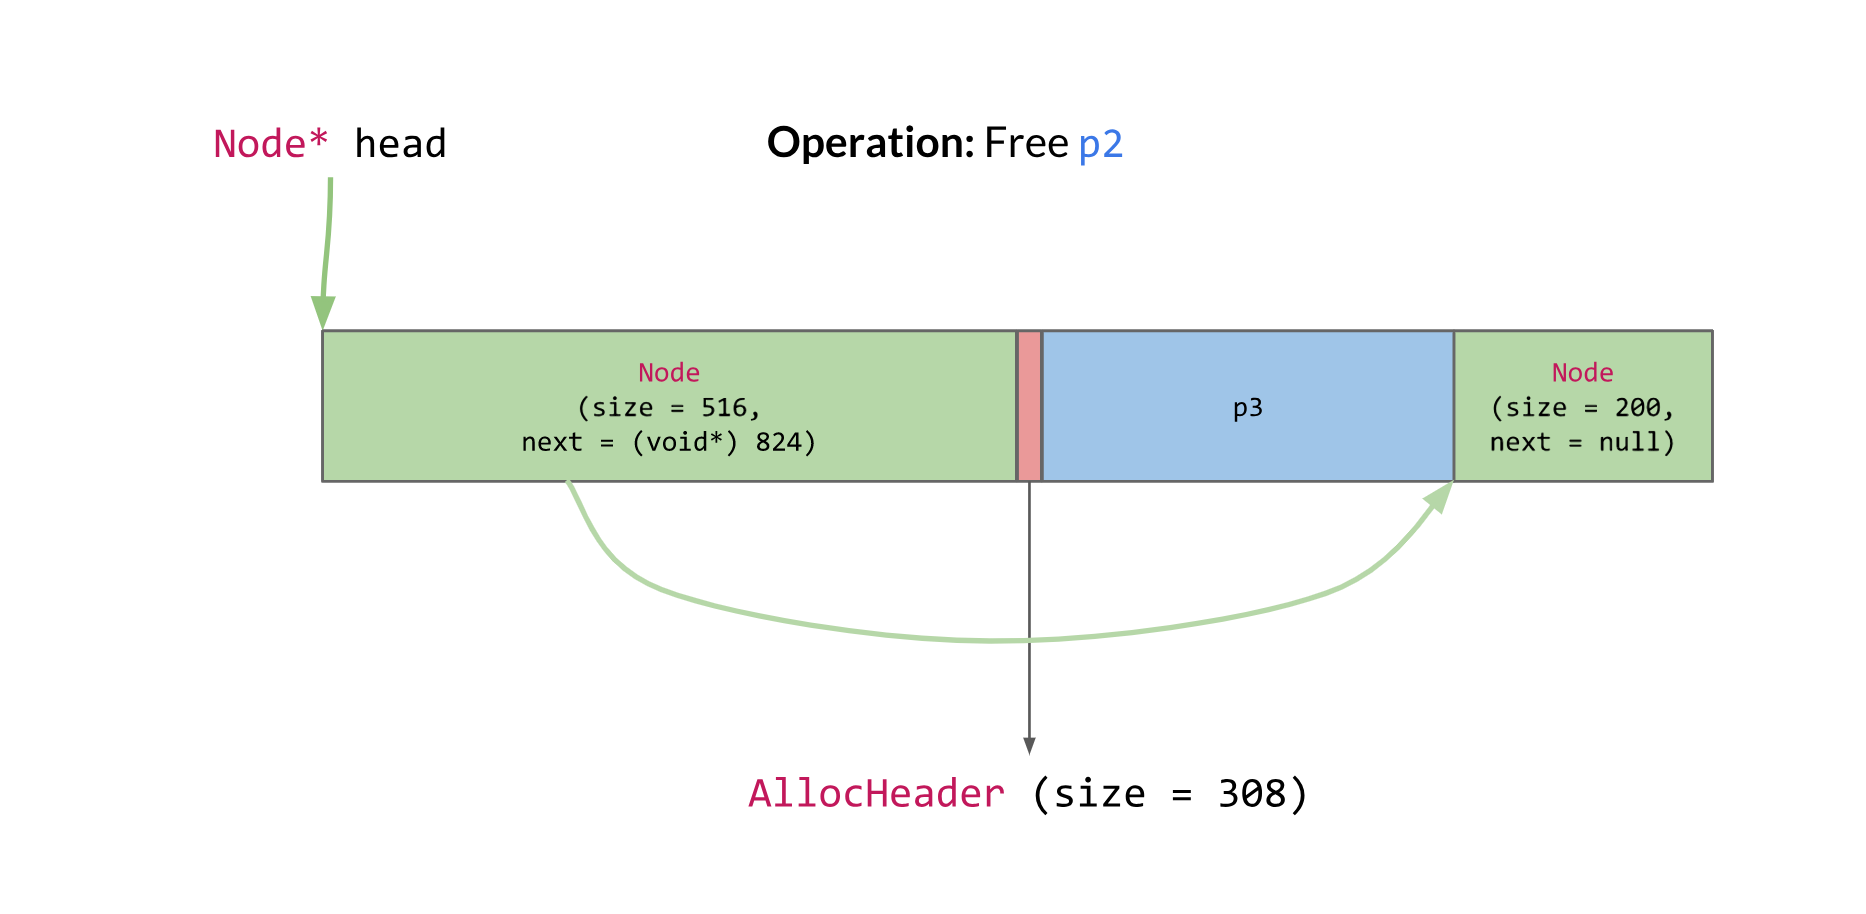 Node* head
Operation: Free p2
Node
(size = 516,
next = (void*) 824)
p3
Node
(size = 200,
next = null)
AllocHeader (size = 308)